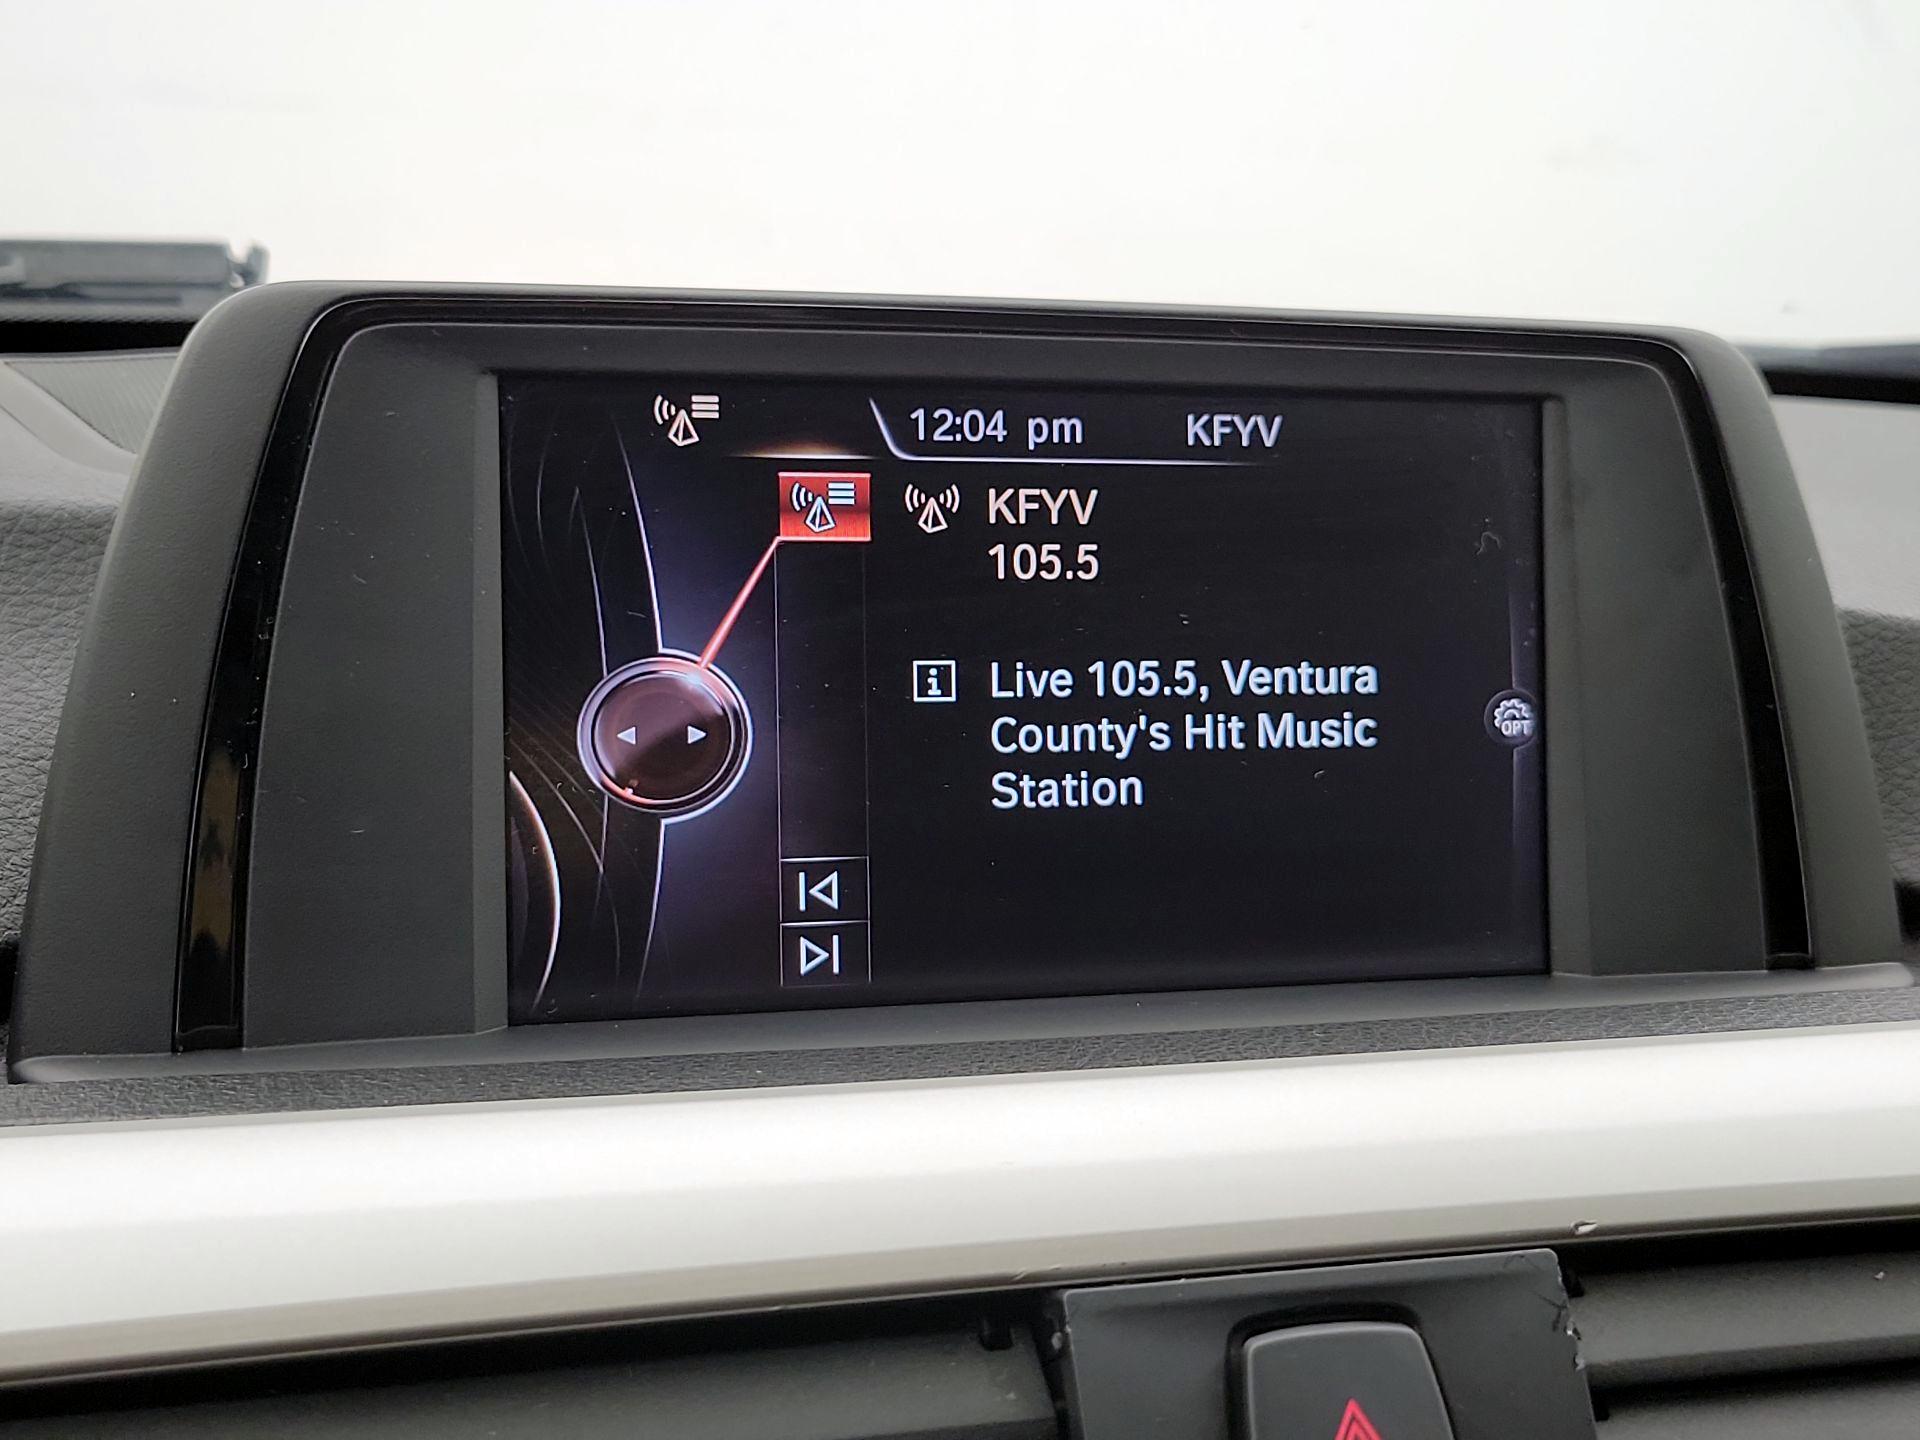 12:04 pm KFYV
KFYV
105.5
Live 105.5, Ventura
County's Hit Music
Station
OPT